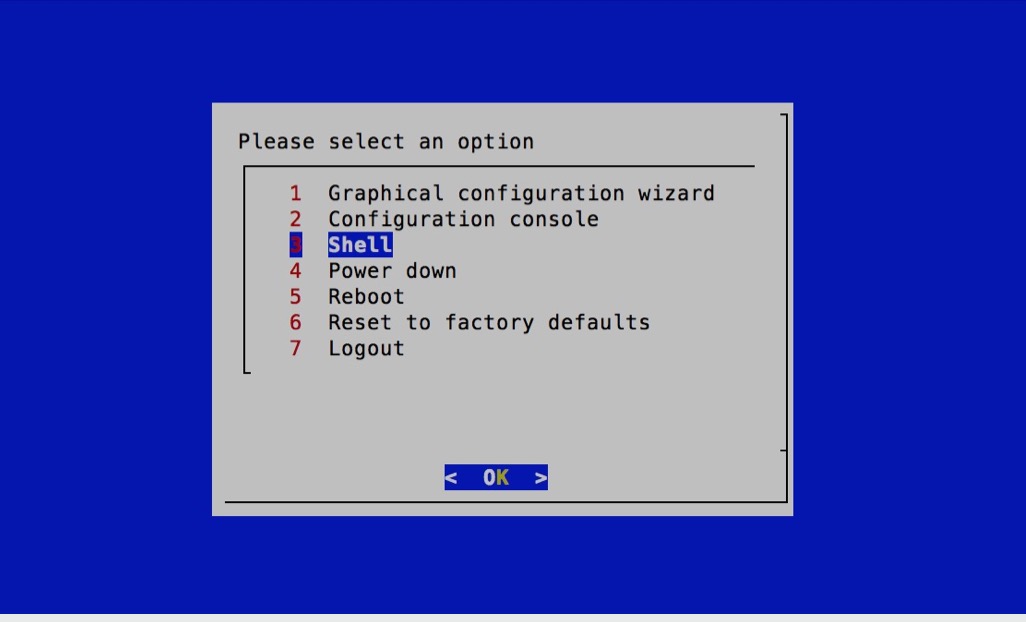 Please select an option
1 Graphical configuration wizard
2 Configuration console
3 Shell
4 Power down
5 Reboot
6 Reset to factory defaults
7 Logout
< OK >